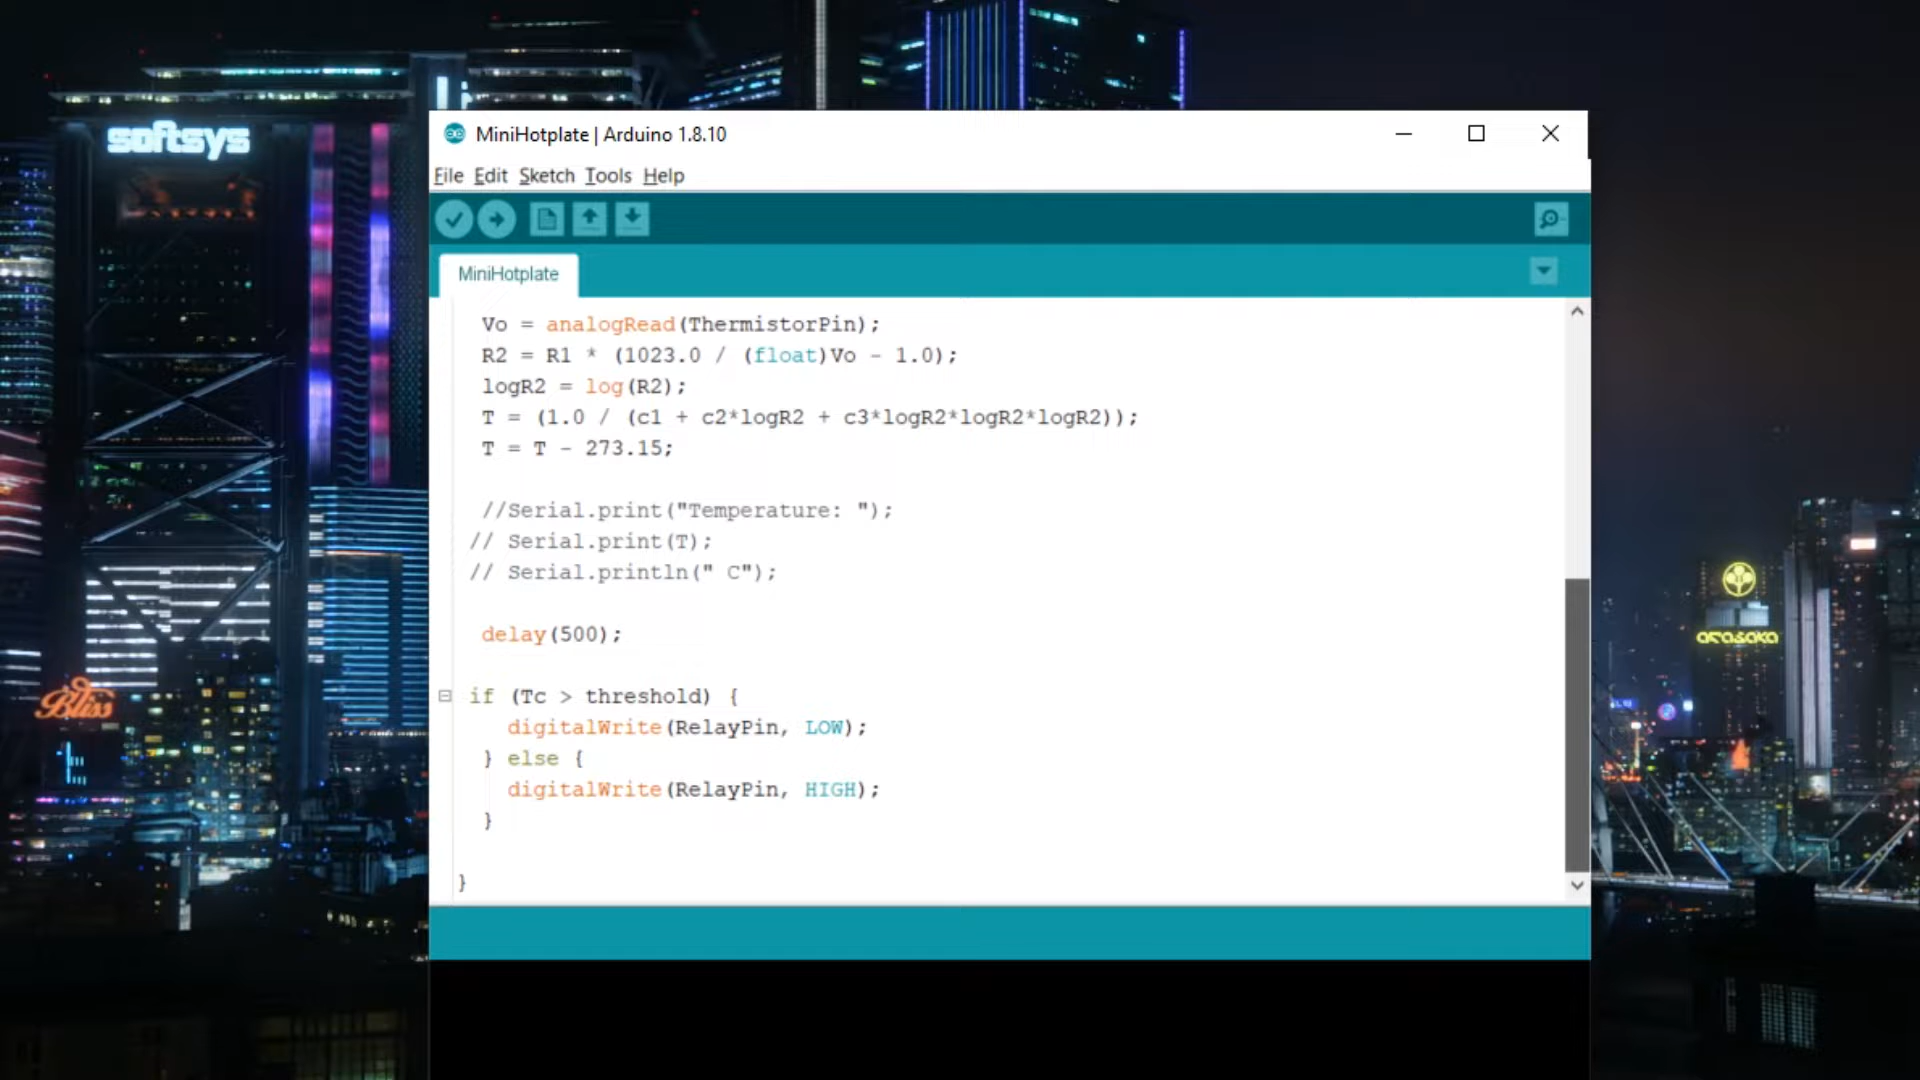 softsys
MiniHotplate | Arduino 1.8.10
File Edit Sketch Tools Help
MiniHotplate
Vo = analogRead(ThermistorPin);
R2 = R1 * (1023.0 / (float)Vo - 1.0);
logR2 = log(R2);
T = (1.0 / (c1 + c2*logR2 + c3*logR2*logR2*logR2));
T = T - 273.15;
//Serial.print("Temperature: ");
// Serial.print(T);
// Serial.println(" C");
delay(500);
if (Tc > threshold) {
digitalWrite(RelayPin, LOW);
} else {
digitalWrite(RelayPin, HIGH);
}
}
Bliss
arasaka